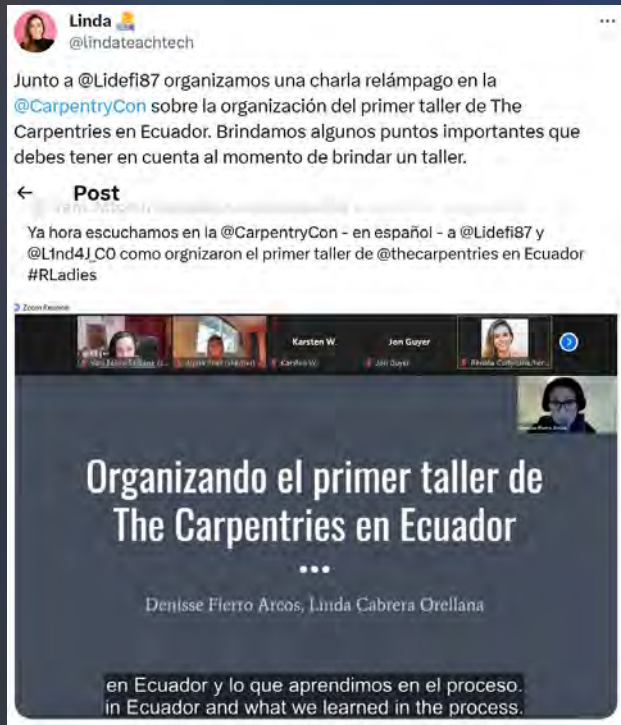 Linda
@lindateachtech
Junto a @Lidefi87 organizamos una charla relámpago en la
@CarpentryCon sobre la organización del primer taller de The
Carpentries en Ecuador. Brindamos algunos puntos importantes que
debes tener en cuenta al momento de brindar un taller.
Post
Ya hora escuchamos en la @CarpentryCon - en español - a @Lidefi87 y
@L1nd4J_C0 como orgnizaron el primer taller de @thecarpentries en Ecuador
#RLadies
Karsten W.
Jen Guyer
Karsten W.
Jen Guyer
Organizando el primer taller de
The Carpentries en Ecuador
Denisse Fierro Arcos, Linda Cabrera Orellana
en Ecuador y lo que aprendimos en el proceso.
in Ecuador and what we learned in the process.